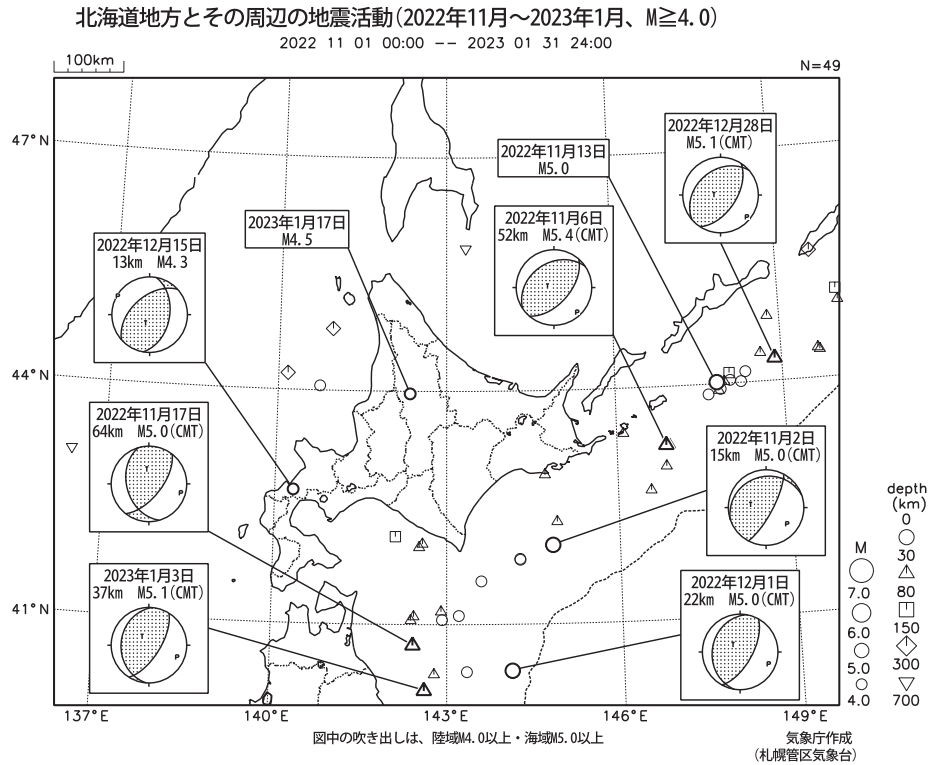 北海道地方とその周辺の地震活動(2022年11月～2023年1月、M≧4.0)
2022 11 01 00:00 -- 2023 01 31 24:00
100km
N=49
47°N
44°N
41°N
137°E
140°E
143°E
146°E
149°E
2022年12月28日
M5.1(CMT)
T
P
2022年11月13日
M5.0
2022年11月6日
52km M5.4(CMT)
T
P
2023年1月17日
M4.5
2022年12月15日
13km M4.3
P
T
2022年11月17日
64km M5.0(CMT)
T
P
2022年11月2日
15km M5.0(CMT)
T
P
2023年1月3日
37km M5.1(CMT)
T
P
2022年12月1日
22km M5.0(CMT)
T
P
M
7.0
6.0
5.0
4.0
depth
(km)
0
30
80
150
300
700
図中の吹き出しは、陸域M4.0以上・海域M5.0以上
気象庁作成
(札幌管区気象台)